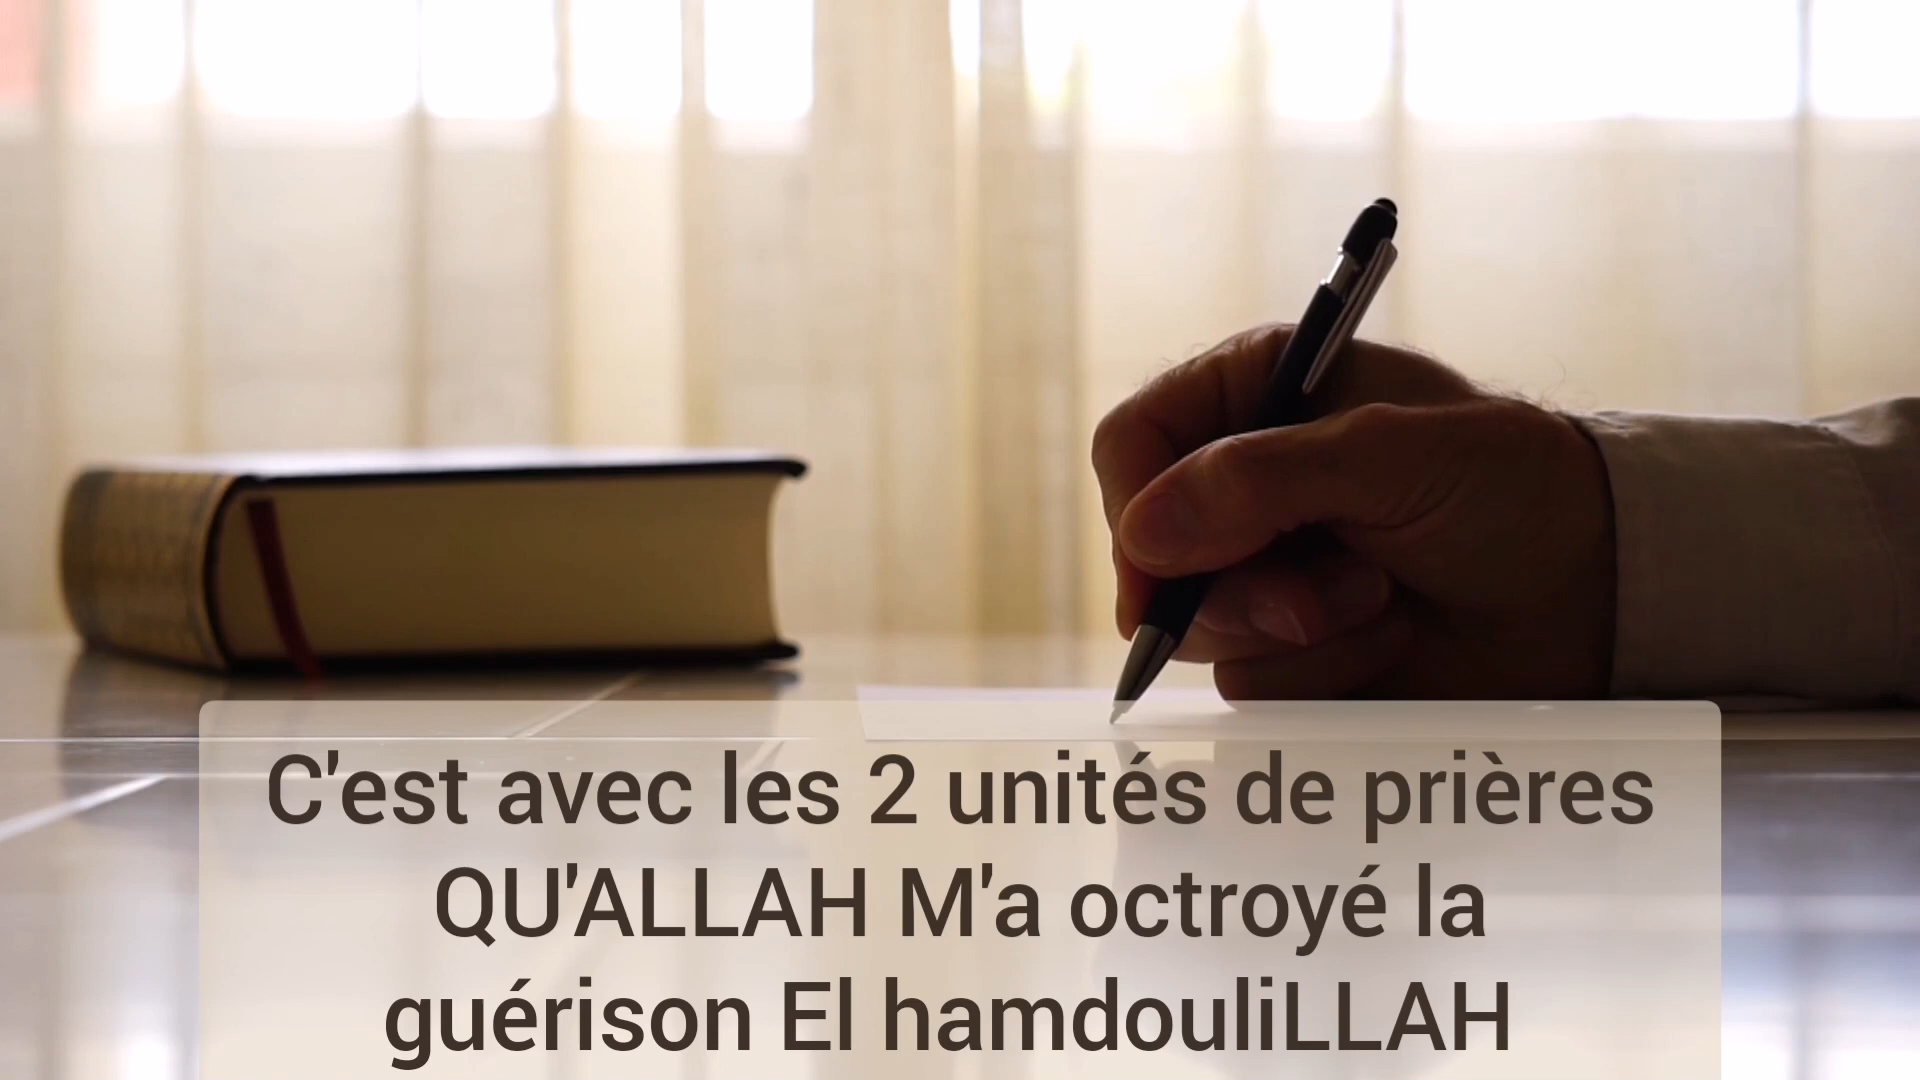 C'est avec les 2 unités de prières
QU'ALLAH M'a octroyé la
guérison El hamdouliLLAH